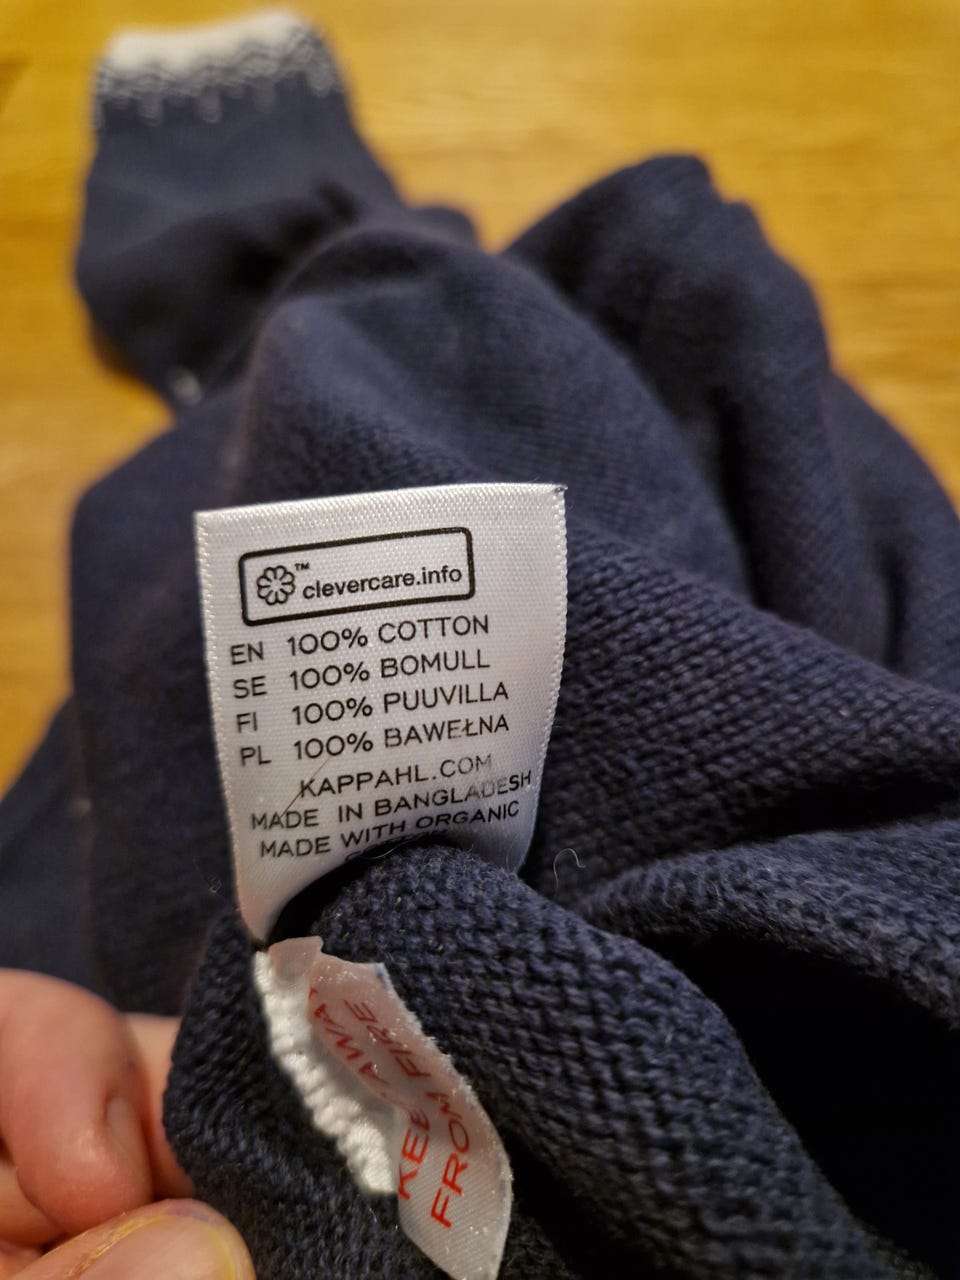 ™ clevercare.info
EN 100% COTTON
SE 100% BOMULL
FI 100% PUUVILLA
PL 100% BAWEŁNA
KAPPAHL.COM
MADE IN BANGLADESH
MADE WITH ORGANIC
KEEP AWAY
FROM FIRE